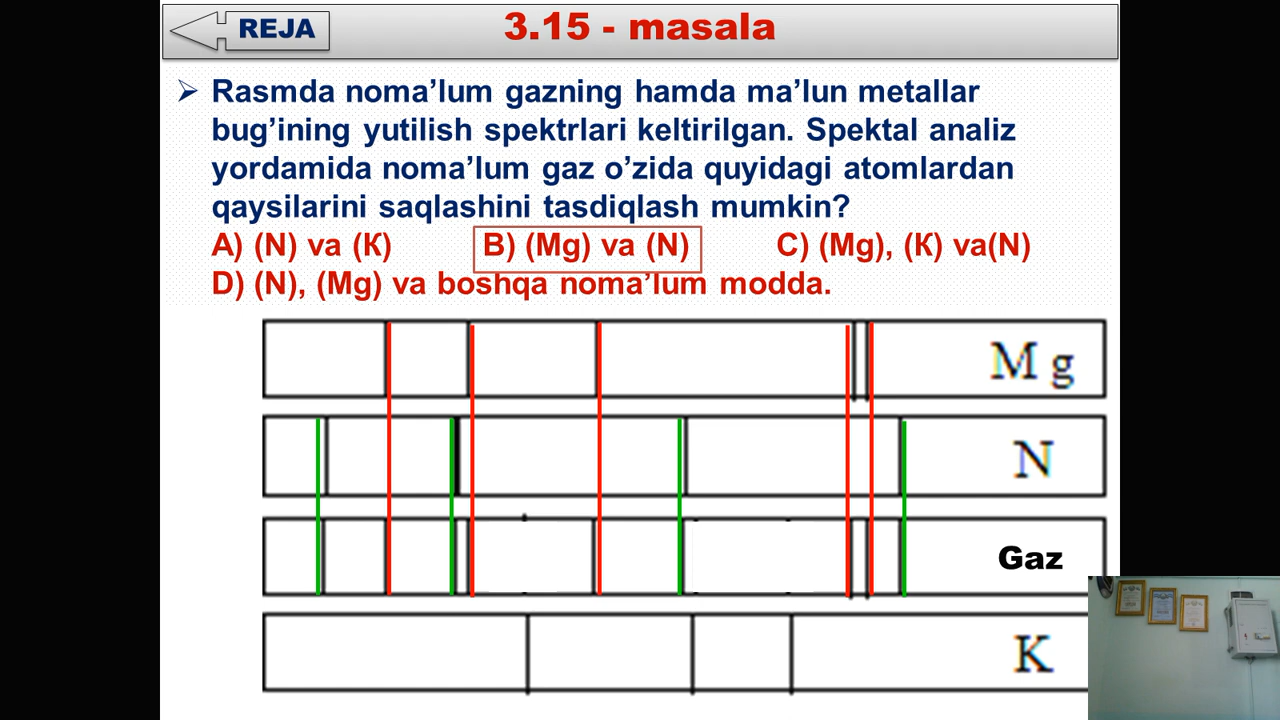 REJA
3.15 - masala
Rasmda noma’lum gazning hamda ma’lun metallar
bug’ining yutilish spektrlari keltirilgan. Spektal analiz
yordamida noma’lum gaz o’zida quyidagi atomlardan
qaysilarini saqlashini tasdiqlash mumkin?
A) (N) va (К) B) (Mg) va (N) C) (Mg), (К) va(N)
D) (N), (Mg) va boshqa noma’lum modda.
M g
N
Gaz
K